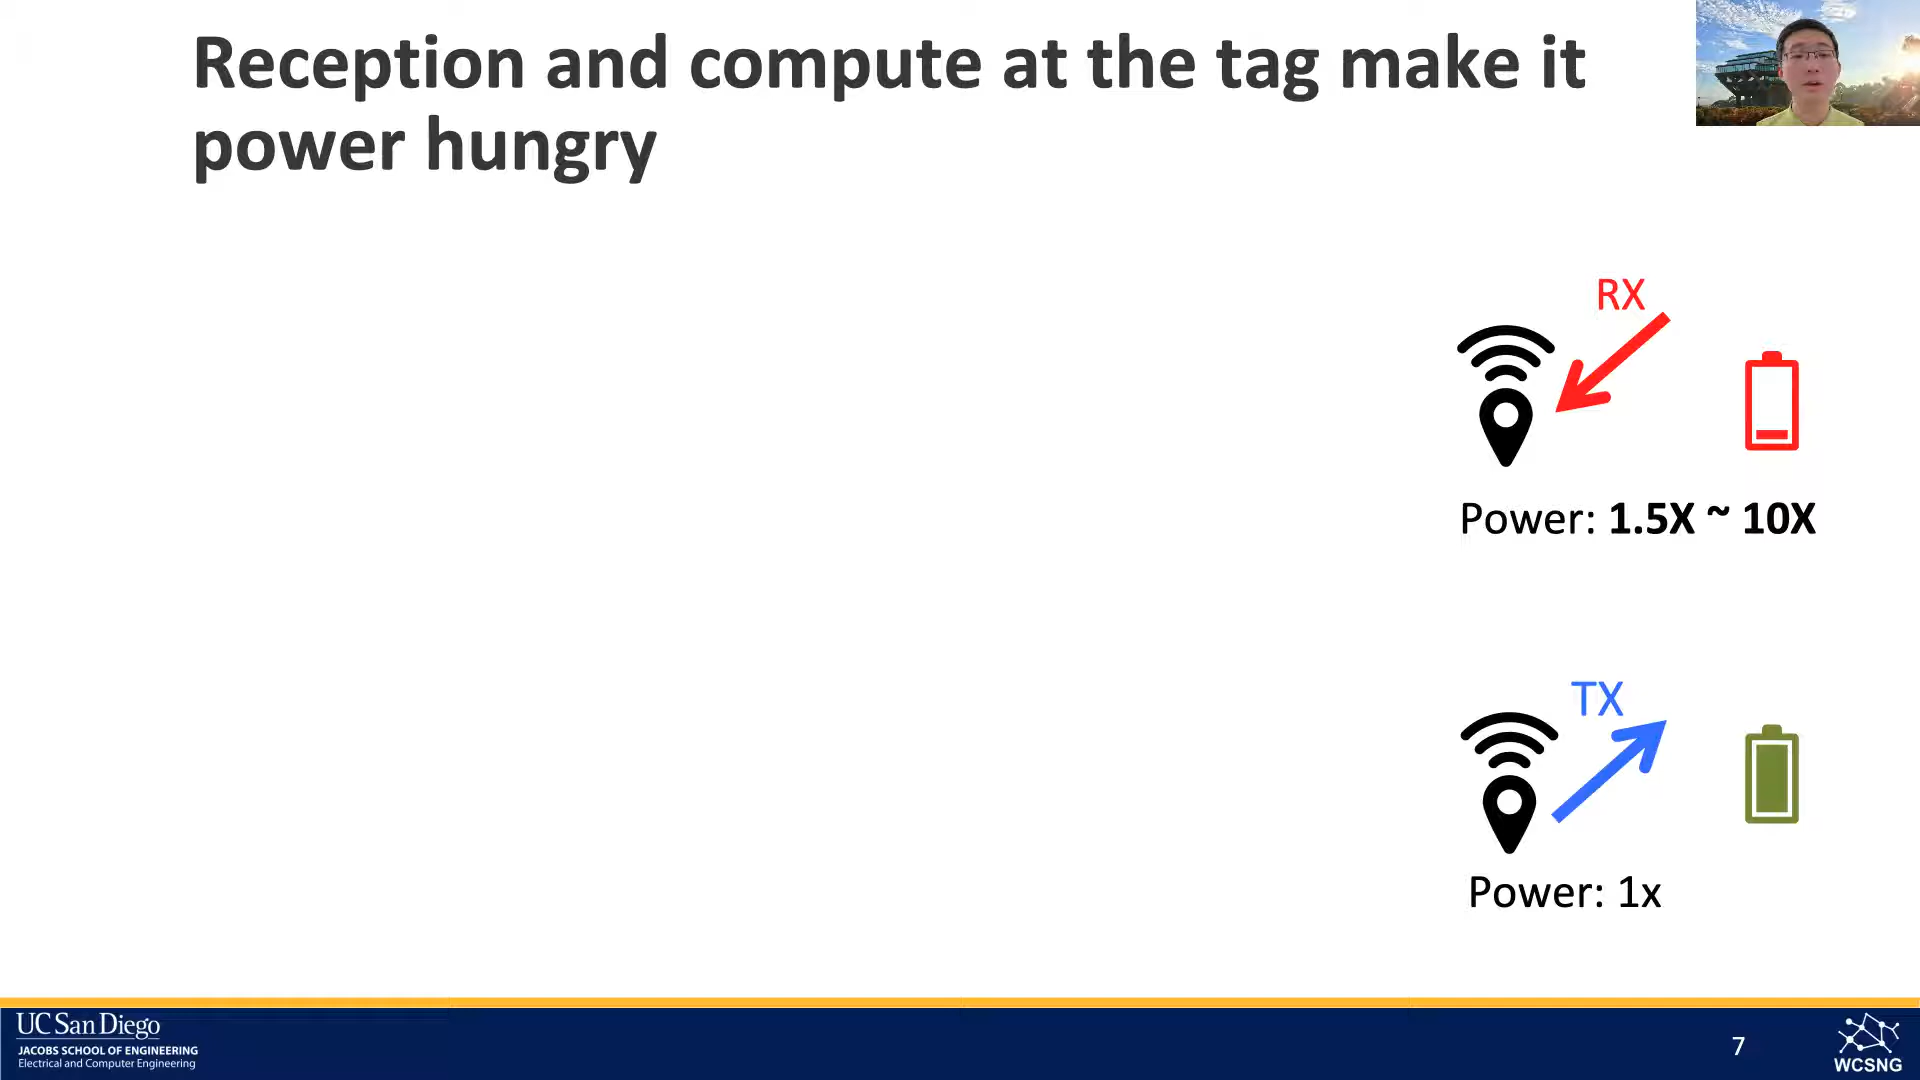 Reception and compute at the tag make it
power hungry
RX
Power: 1.5X ~ 10X
TX
Power: 1x
UC San Diego
JACOBS SCHOOL OF ENGINEERING
Electrical and Computer Engineering
7
WCSNG